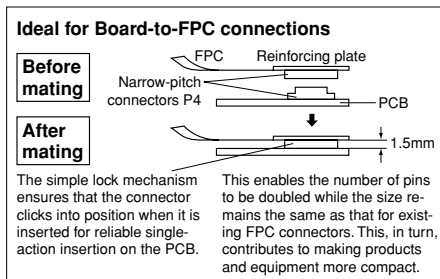 Ideal for Board-to-FPC connections
FPC
Reinforcing plate
Before
mating
Narrow-pitch
connectors P4
PCB
After
mating
1.5mm
The simple lock mechanism
ensures that the connector
clicks into position when it is
inserted for reliable single-
action insertion on the PCB.
This enables the number of pins
to be doubled while the size re-
mains the same as that for exist-
ing FPC connectors. This, in turn,
contributes to making products
and equipment more compact.